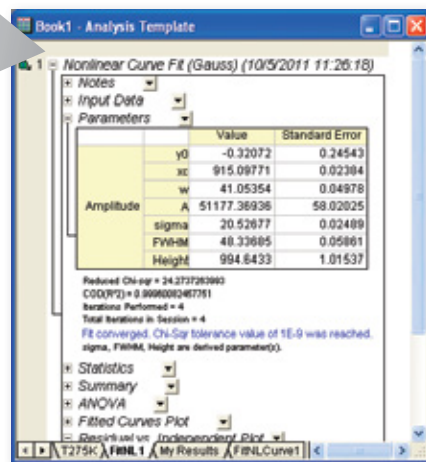 Book1 - Analysis Template
1 Nonlinear Curve Fit (Gauss) (10/5/2011 11:26:18)
Notes
Input Data
Parameters
Value Standard Error
y0 -0.32072 0.24543
xc 915.09771 0.02384
w 41.05354 0.04978
Amplitude A 51177.36936 58.02025
sigma 20.52677 0.02489
FWHM 48.33685 0.05861
Height 994.6433 1.01537
Reduced Chi-sqr = 24.2737263993
COD(R^2) =
Iterations Performed = 4
Total Iterations in Session = 4
Fit converged. Chi-Sqr tolerance value of 1E-9 was reached.
sigma, FWHM, Height are derived parameter(s).
Statistics
Summary
ANOVA
Fitted Curves Plot
Residual vs. Independent Plot
T275K FitNL1 My Results FitNLCurve1